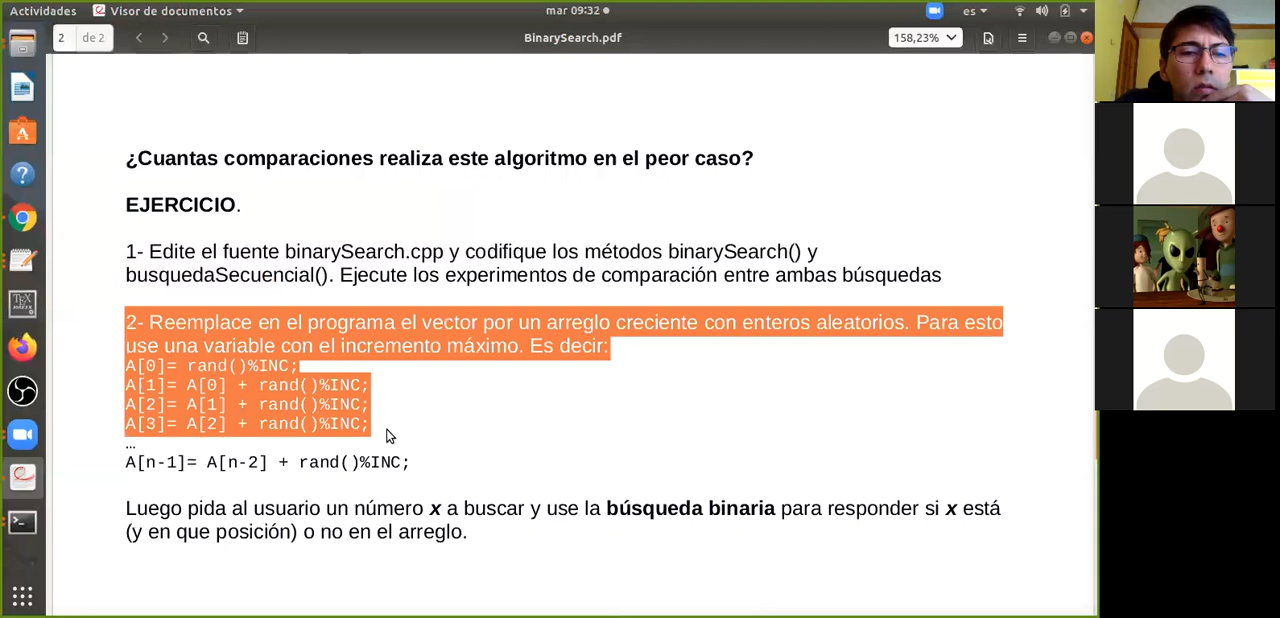 Actividades
Visor de documentos
mar 09:32
es
2
de 2
BinarySearch.pdf
158,23%
¿Cuantas comparaciones realiza este algoritmo en el peor caso?
EJERCICIO.
1- Edite el fuente binarySearch.cpp y codifique los métodos binarySearch() y
busquedaSecuencial(). Ejecute los experimentos de comparación entre ambas búsquedas
2- Reemplace en el programa el vector por un arreglo creciente con enteros aleatorios. Para esto
use una variable con el incremento máximo. Es decir:
A[0]= rand()%INC;
A[1]= A[0] + rand()%INC;
A[2]= A[1] + rand()%INC;
A[3]= A[2] + rand()%INC;
…
A[n-1]= A[n-2] + rand()%INC;
Luego pida al usuario un número x a buscar y use la búsqueda binaria para responder si x está
(y en que posición) o no en el arreglo.